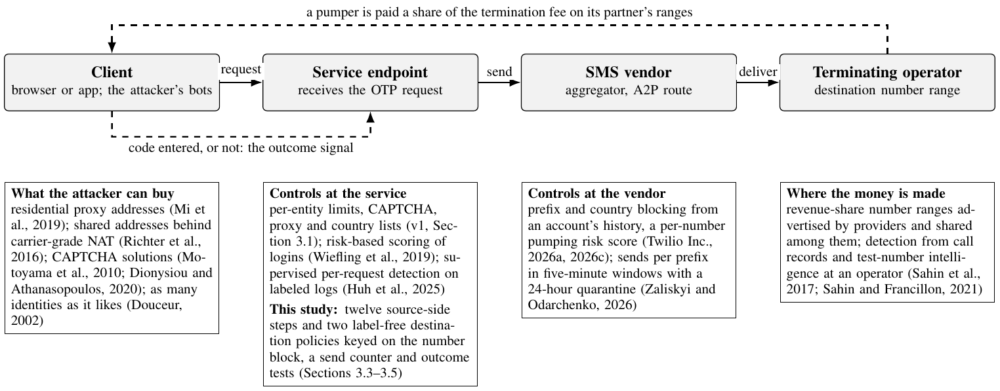 a pumper is paid a share of the termination fee on its partner's ranges
Client
browser or app; the attacker's bots
request
Service endpoint
receives the OTP request
send
SMS vendor
aggregator, A2P route
deliver
Terminating operator
destination number range
code entered, or not: the outcome signal
What the attacker can buy
residential proxy addresses (Mi et
al., 2019); shared addresses behind
carrier-grade NAT (Richter et al.,
2016); CAPTCHA solutions (Mo-
toyama et al., 2010; Dionysiou and
Athanasopoulos, 2020); as many
identities as it likes (Douceur,
2002)
Controls at the service
per-entity limits, CAPTCHA,
proxy and country lists (v1, Sec-
tion 3.1); risk-based scoring of
logins (Wiefling et al., 2019); su-
pervised per-request detection on
labeled logs (Huh et al., 2025)
This study: twelve source-side
steps and two label-free destina-
tion policies keyed on the number
block, a send counter and outcome
tests (Sections 3.3–3.5)
Controls at the vendor
prefix and country blocking from
an account's history, a per-number
pumping risk score (Twilio Inc.,
2026a, 2026c); sends per prefix
in five-minute windows with a
24-hour quarantine (Zaliskyi and
Odarchenko, 2026)
Where the money is made
revenue-share number ranges ad-
vertised by providers and shared
among them; detection from call
records and test-number intelli-
gence at an operator (Sahin et al.,
2017; Sahin and Francillon, 2021)